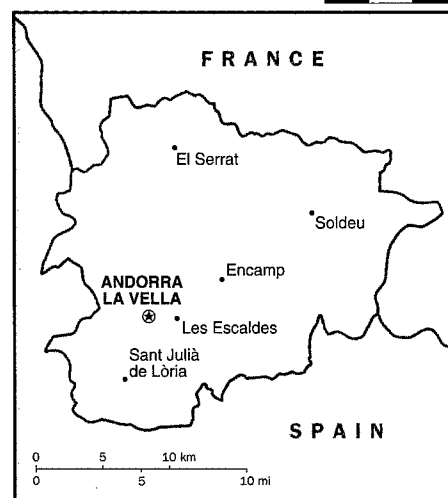 FRANCE
El Serrat
Soldeu
Encamp
ANDORRA
LA VELLA
Les Escaldes
Sant Julià
de Lòria
SPAIN
0 5 10 km
0 5 10 mi